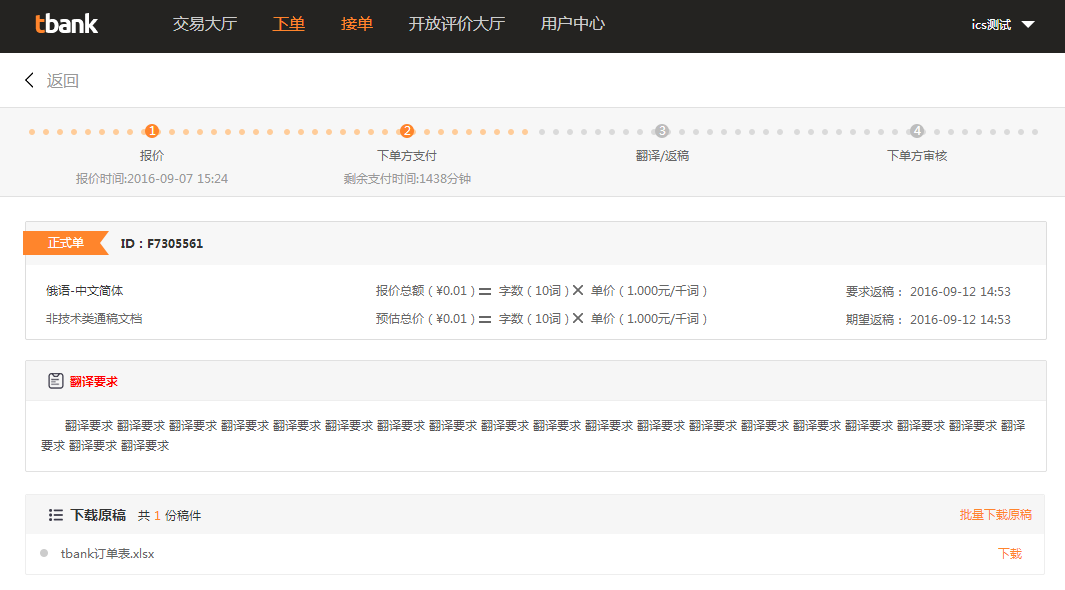 tbank 交易大厅 下单 接单 开放评价大厅 用户中心 ics测试
返回
1 2 3 4
报价 下单方支付 翻译/返稿 下单方审核
报价时间:2016-09-07 15:24 剩余支付时间:1438分钟
正式单 ID：F7305561
俄语-中文简体 报价总额（¥0.01）= 字数（10词）× 单价（1.000元/千词） 要求返稿： 2016-09-12 14:53
非技术类通稿文档 预估总价（¥0.01）= 字数（10词）× 单价（1.000元/千词） 期望返稿： 2016-09-12 14:53
翻译要求
翻译要求 翻译要求 翻译要求 翻译要求 翻译要求 翻译要求 翻译要求 翻译要求 翻译要求 翻译要求 翻译要求 翻译要求 翻译要求 翻译要求 翻译要求 翻译要求 翻译要求 翻译要求 翻译
要求 翻译要求 翻译要求
下载原稿 共 1 份稿件 批量下载原稿
tbank订单表.xlsx 下载